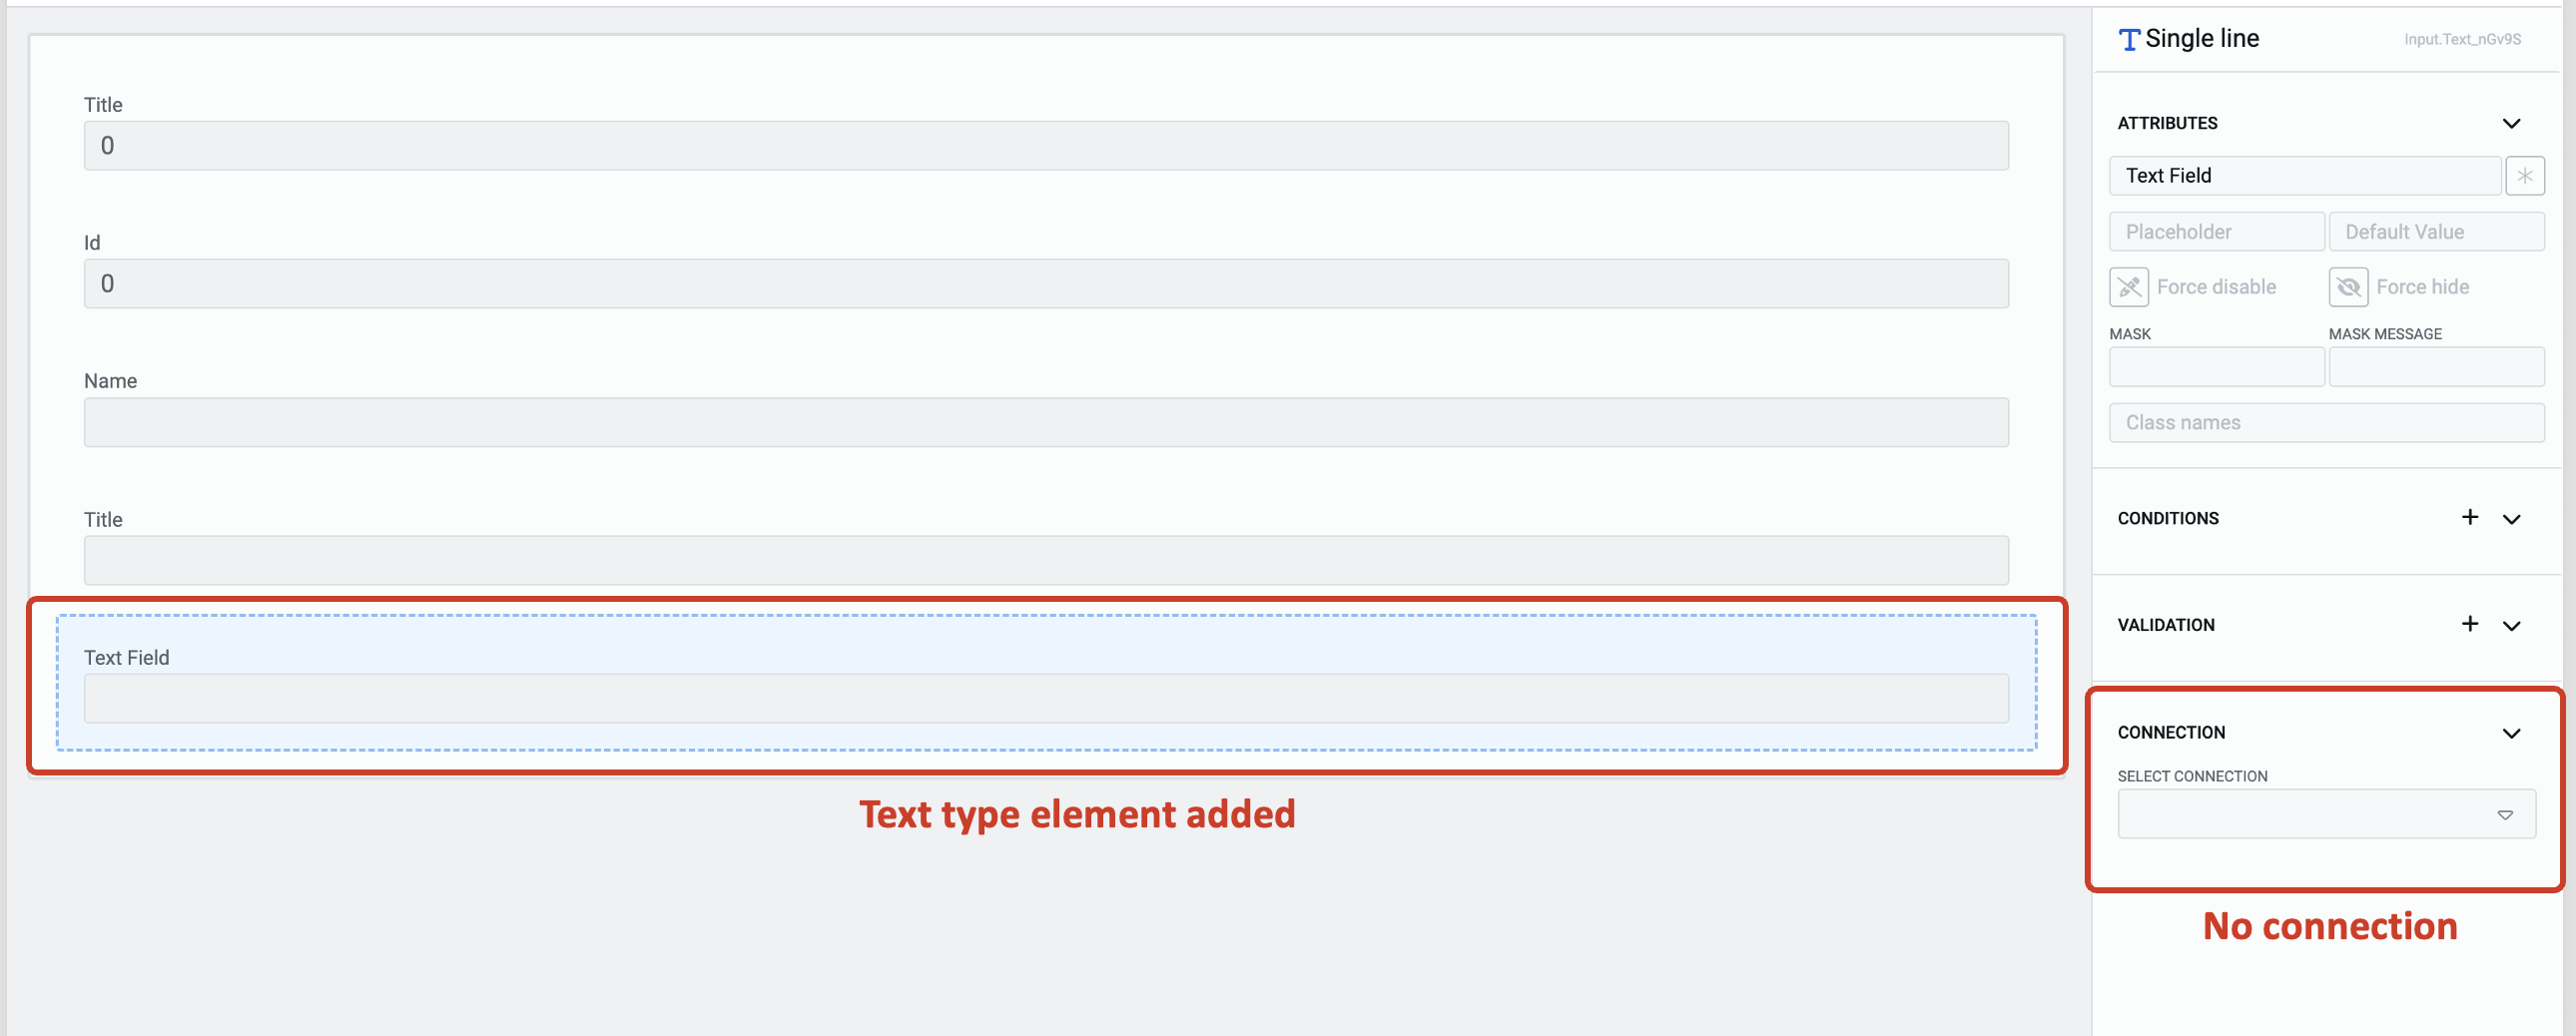 Title
0
Id
0
Name
Title
Text Field
Text type element added
Single line
Input.Text_nGv9S
ATTRIBUTES
Text Field
Placeholder
Default Value
Force disable
Force hide
MASK
MASK MESSAGE
Class names
CONDITIONS
VALIDATION
CONNECTION
SELECT CONNECTION
No connection